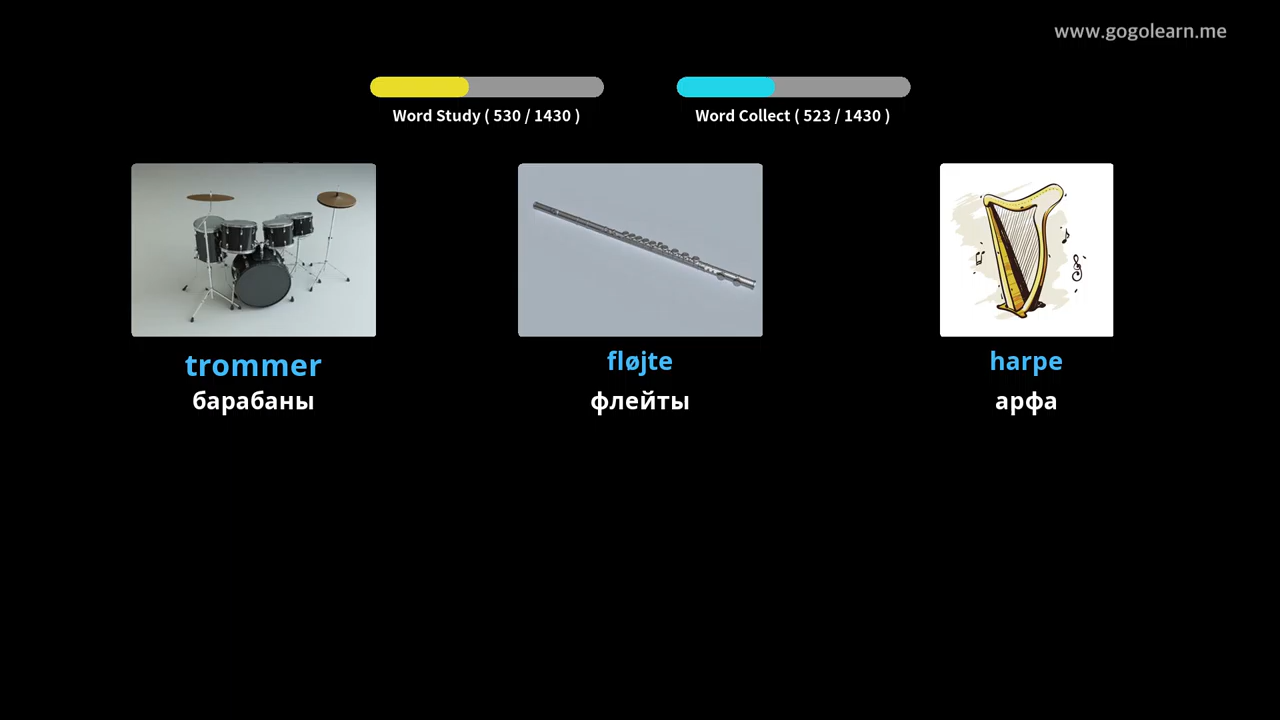 www.gogolearn.me
Word Study ( 530 / 1430 )
Word Collect ( 523 / 1430 )
trommer
fløjte
harpe
барабаны
флейты
арфа